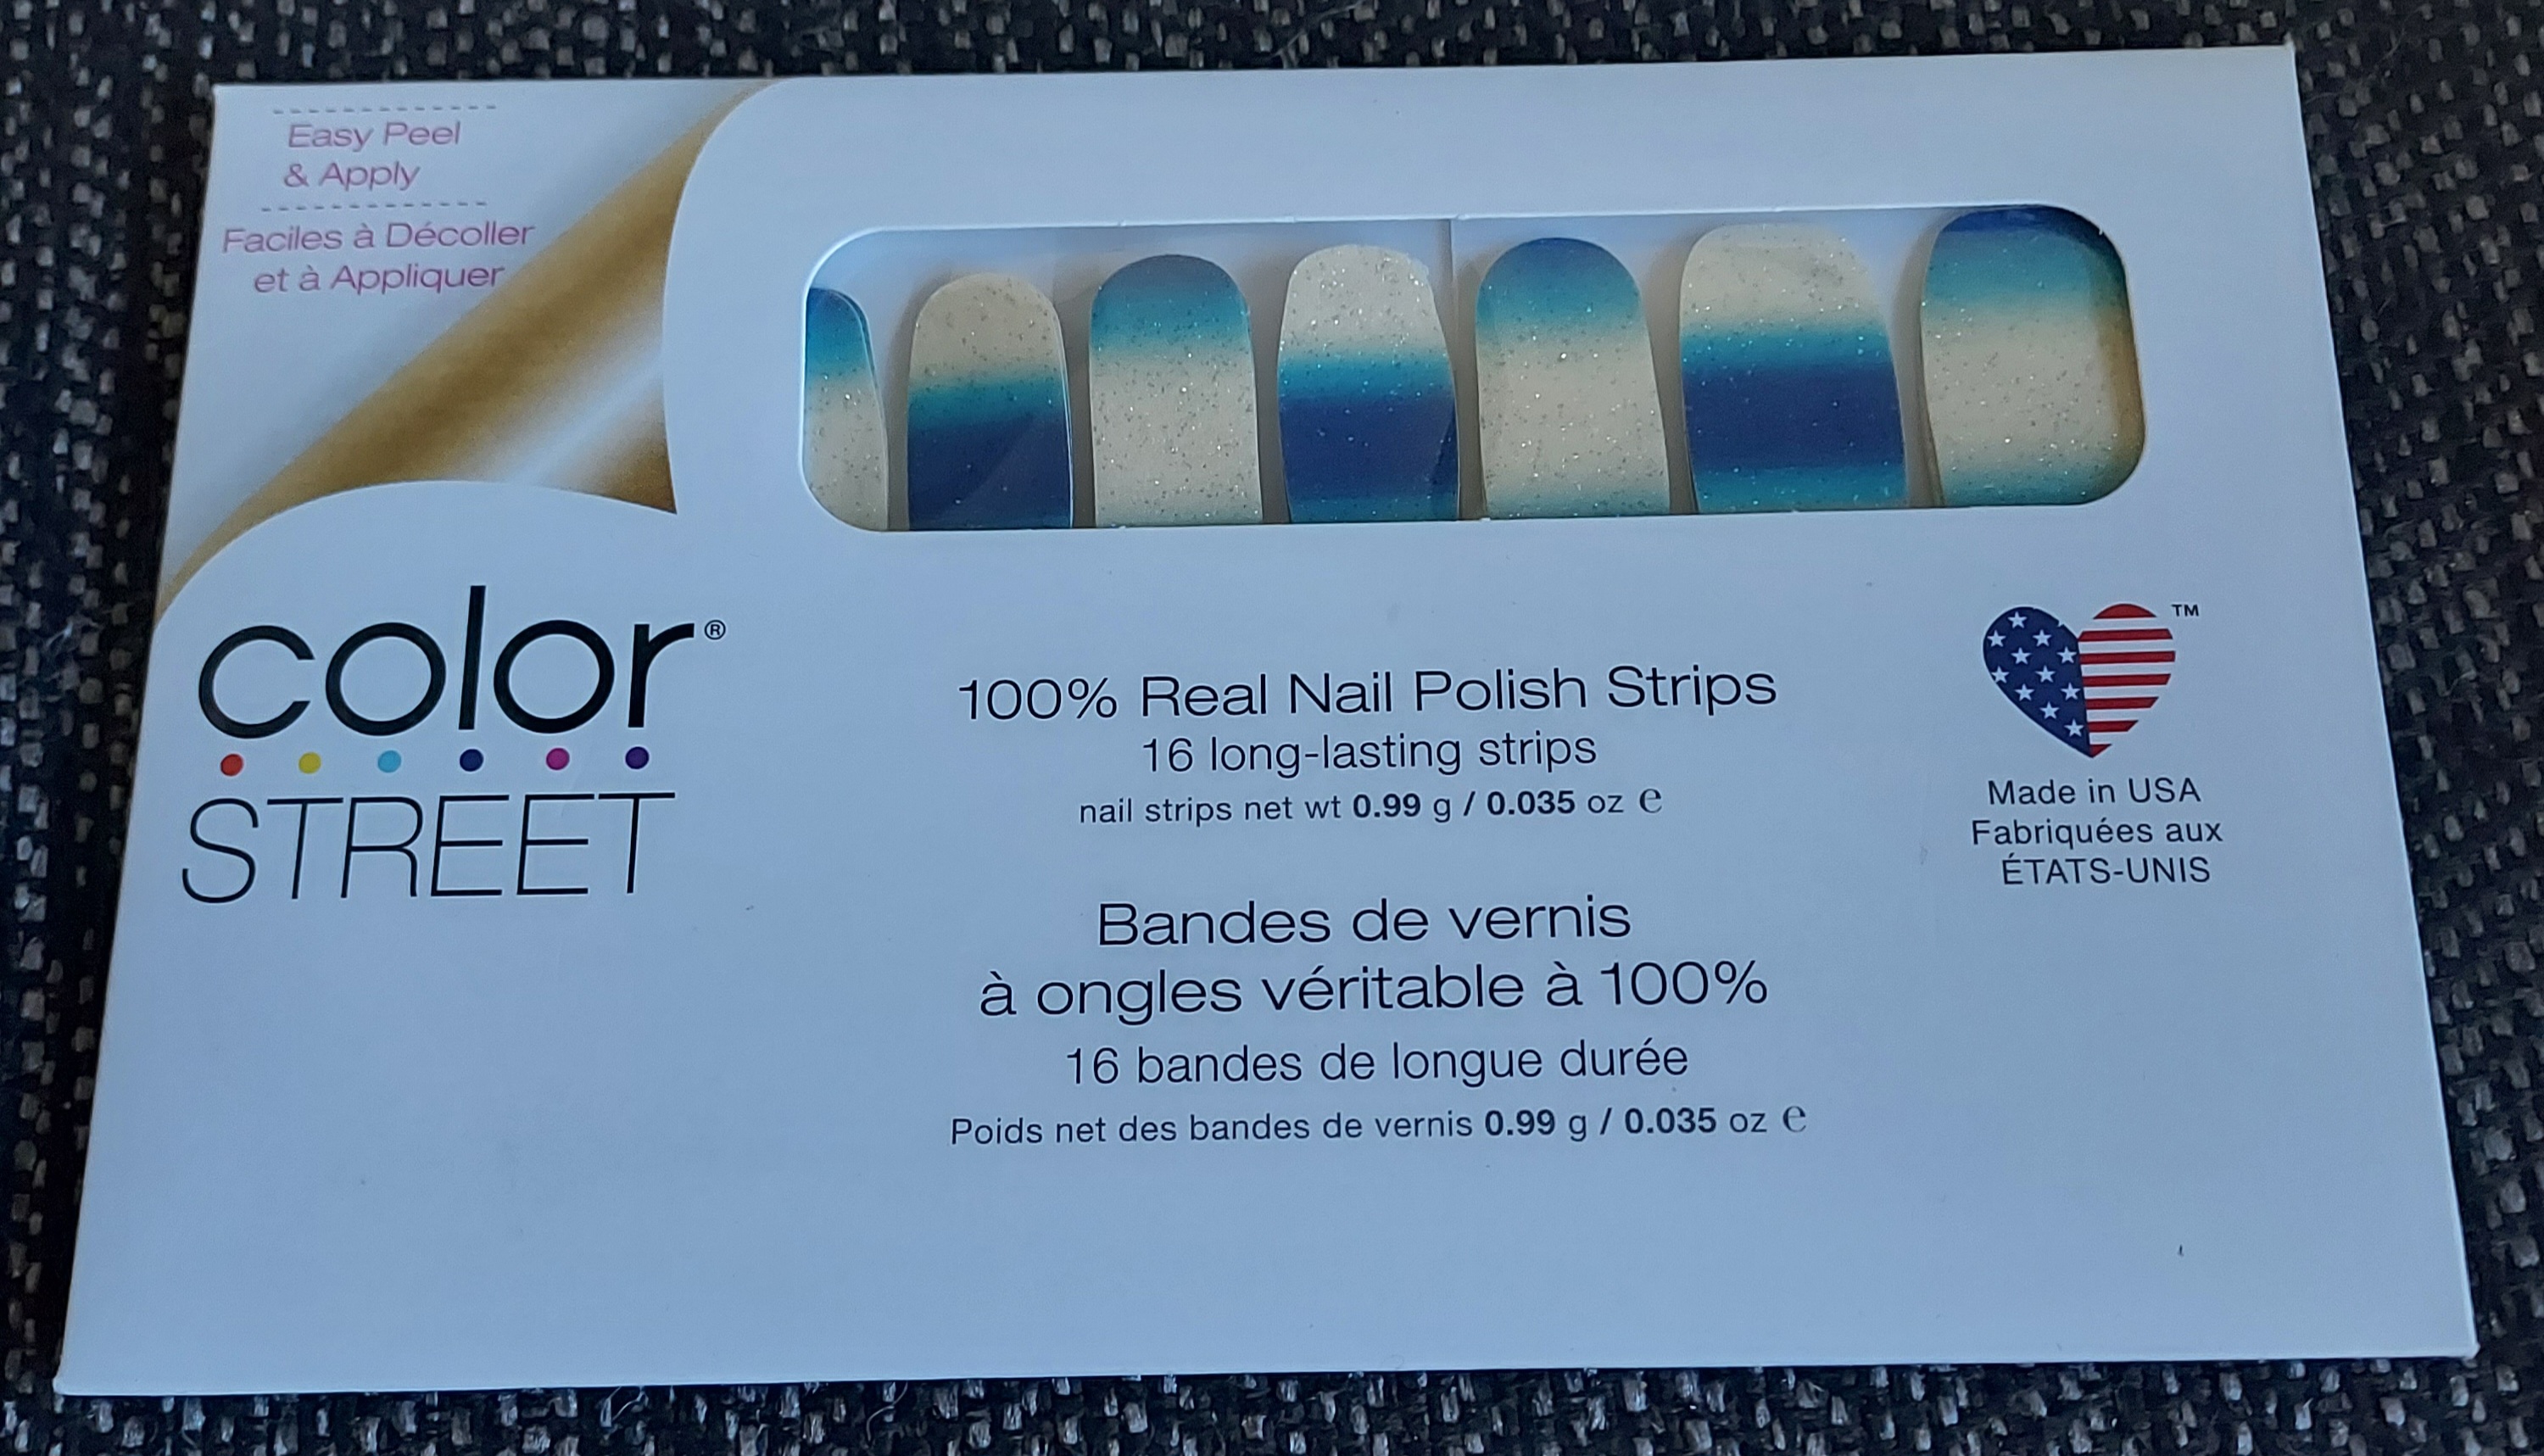 Easy Peel
& Apply
Faciles à Décoller
et à Appliquer
color®
STREET
100% Real Nail Polish Strips
16 long-lasting strips
nail strips net wt 0.99 g / 0.035 oz ℮
Bandes de vernis
à ongles véritable à 100%
16 bandes de longue durée
Poids net des bandes de vernis 0.99 g / 0.035 oz ℮
TM
Made in USA
Fabriquées aux
ÉTATS-UNIS